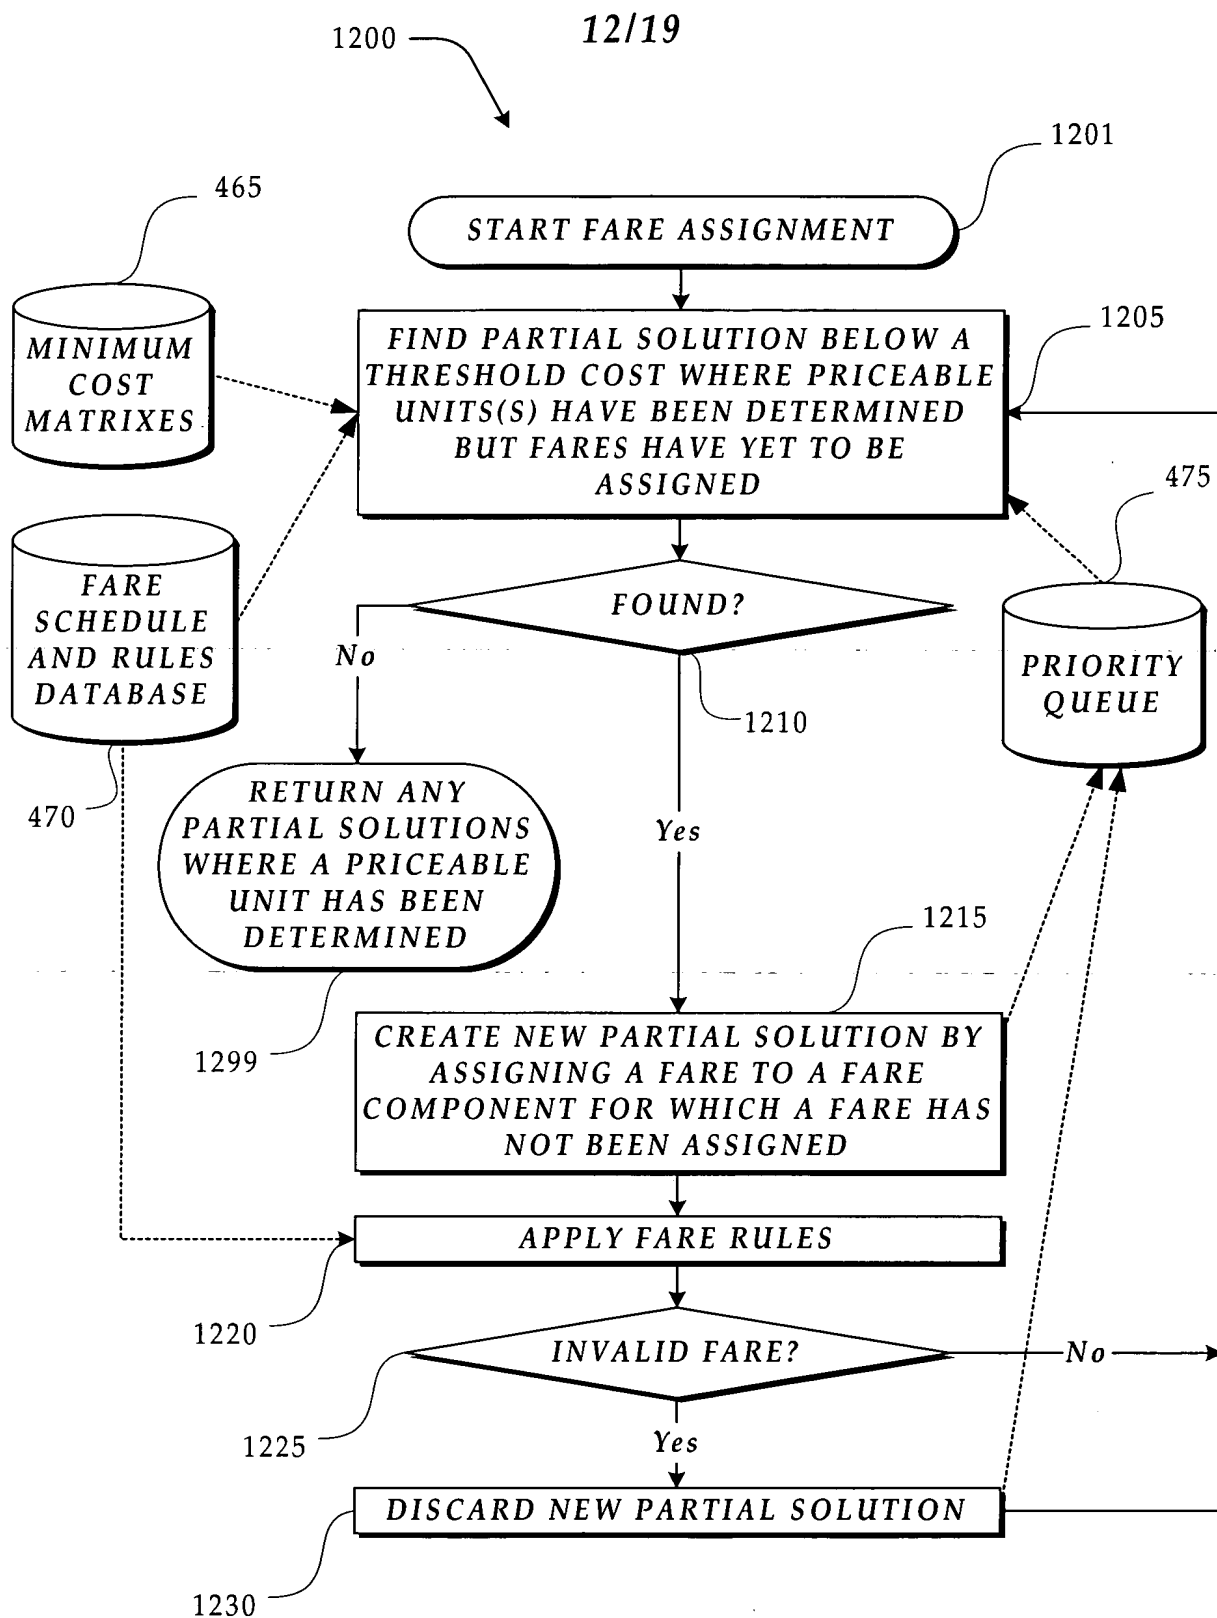 12/19
1200
1201
465
START FARE ASSIGNMENT
1205
MINIMUM
COST
MATRIXES
FIND PARTIAL SOLUTION BELOW A
THRESHOLD COST WHERE PRICEABLE
UNITS(S) HAVE BEEN DETERMINED
BUT FARES HAVE YET TO BE
ASSIGNED
475
FARE
SCHEDULE
AND RULES
DATABASE
FOUND?
No
PRIORITY
QUEUE
1210
470
RETURN ANY
PARTIAL SOLUTIONS
WHERE A PRICEABLE
UNIT HAS BEEN
DETERMINED
Yes
1215
1299
CREATE NEW PARTIAL SOLUTION BY
ASSIGNING A FARE TO A FARE
COMPONENT FOR WHICH A FARE HAS
NOT BEEN ASSIGNED
APPLY FARE RULES
1220
INVALID FARE?
No
1225
Yes
DISCARD NEW PARTIAL SOLUTION
1230